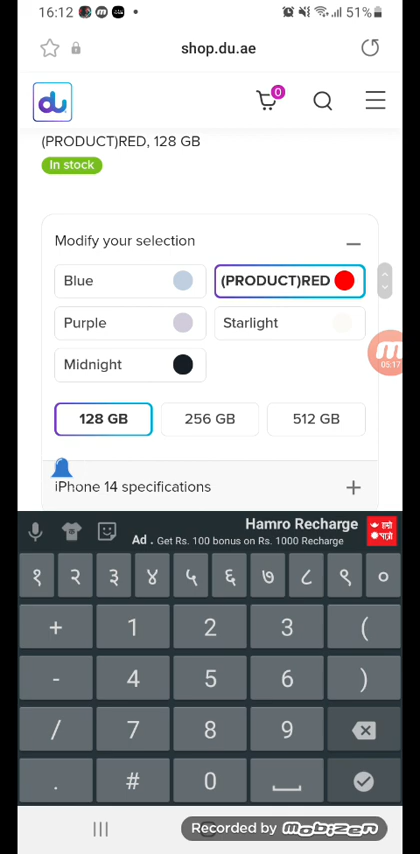 16:12
51%
shop.du.ae
du
0
(PRODUCT)RED, 128 GB
In stock
Modify your selection
Blue
(PRODUCT)RED
Purple
Starlight
Midnight
05:17
128 GB
256 GB
512 GB
iPhone 14 specifications
Hamro Recharge
Ad . Get Rs. 100 bonus on Rs. 1000 Recharge
१ २ ३ ४ ५ ६ ७ ८ ९ ०
+ 1 2 3 (
- 4 5 6 )
/ 7 8 9
. # 0
Recorded by mobizen